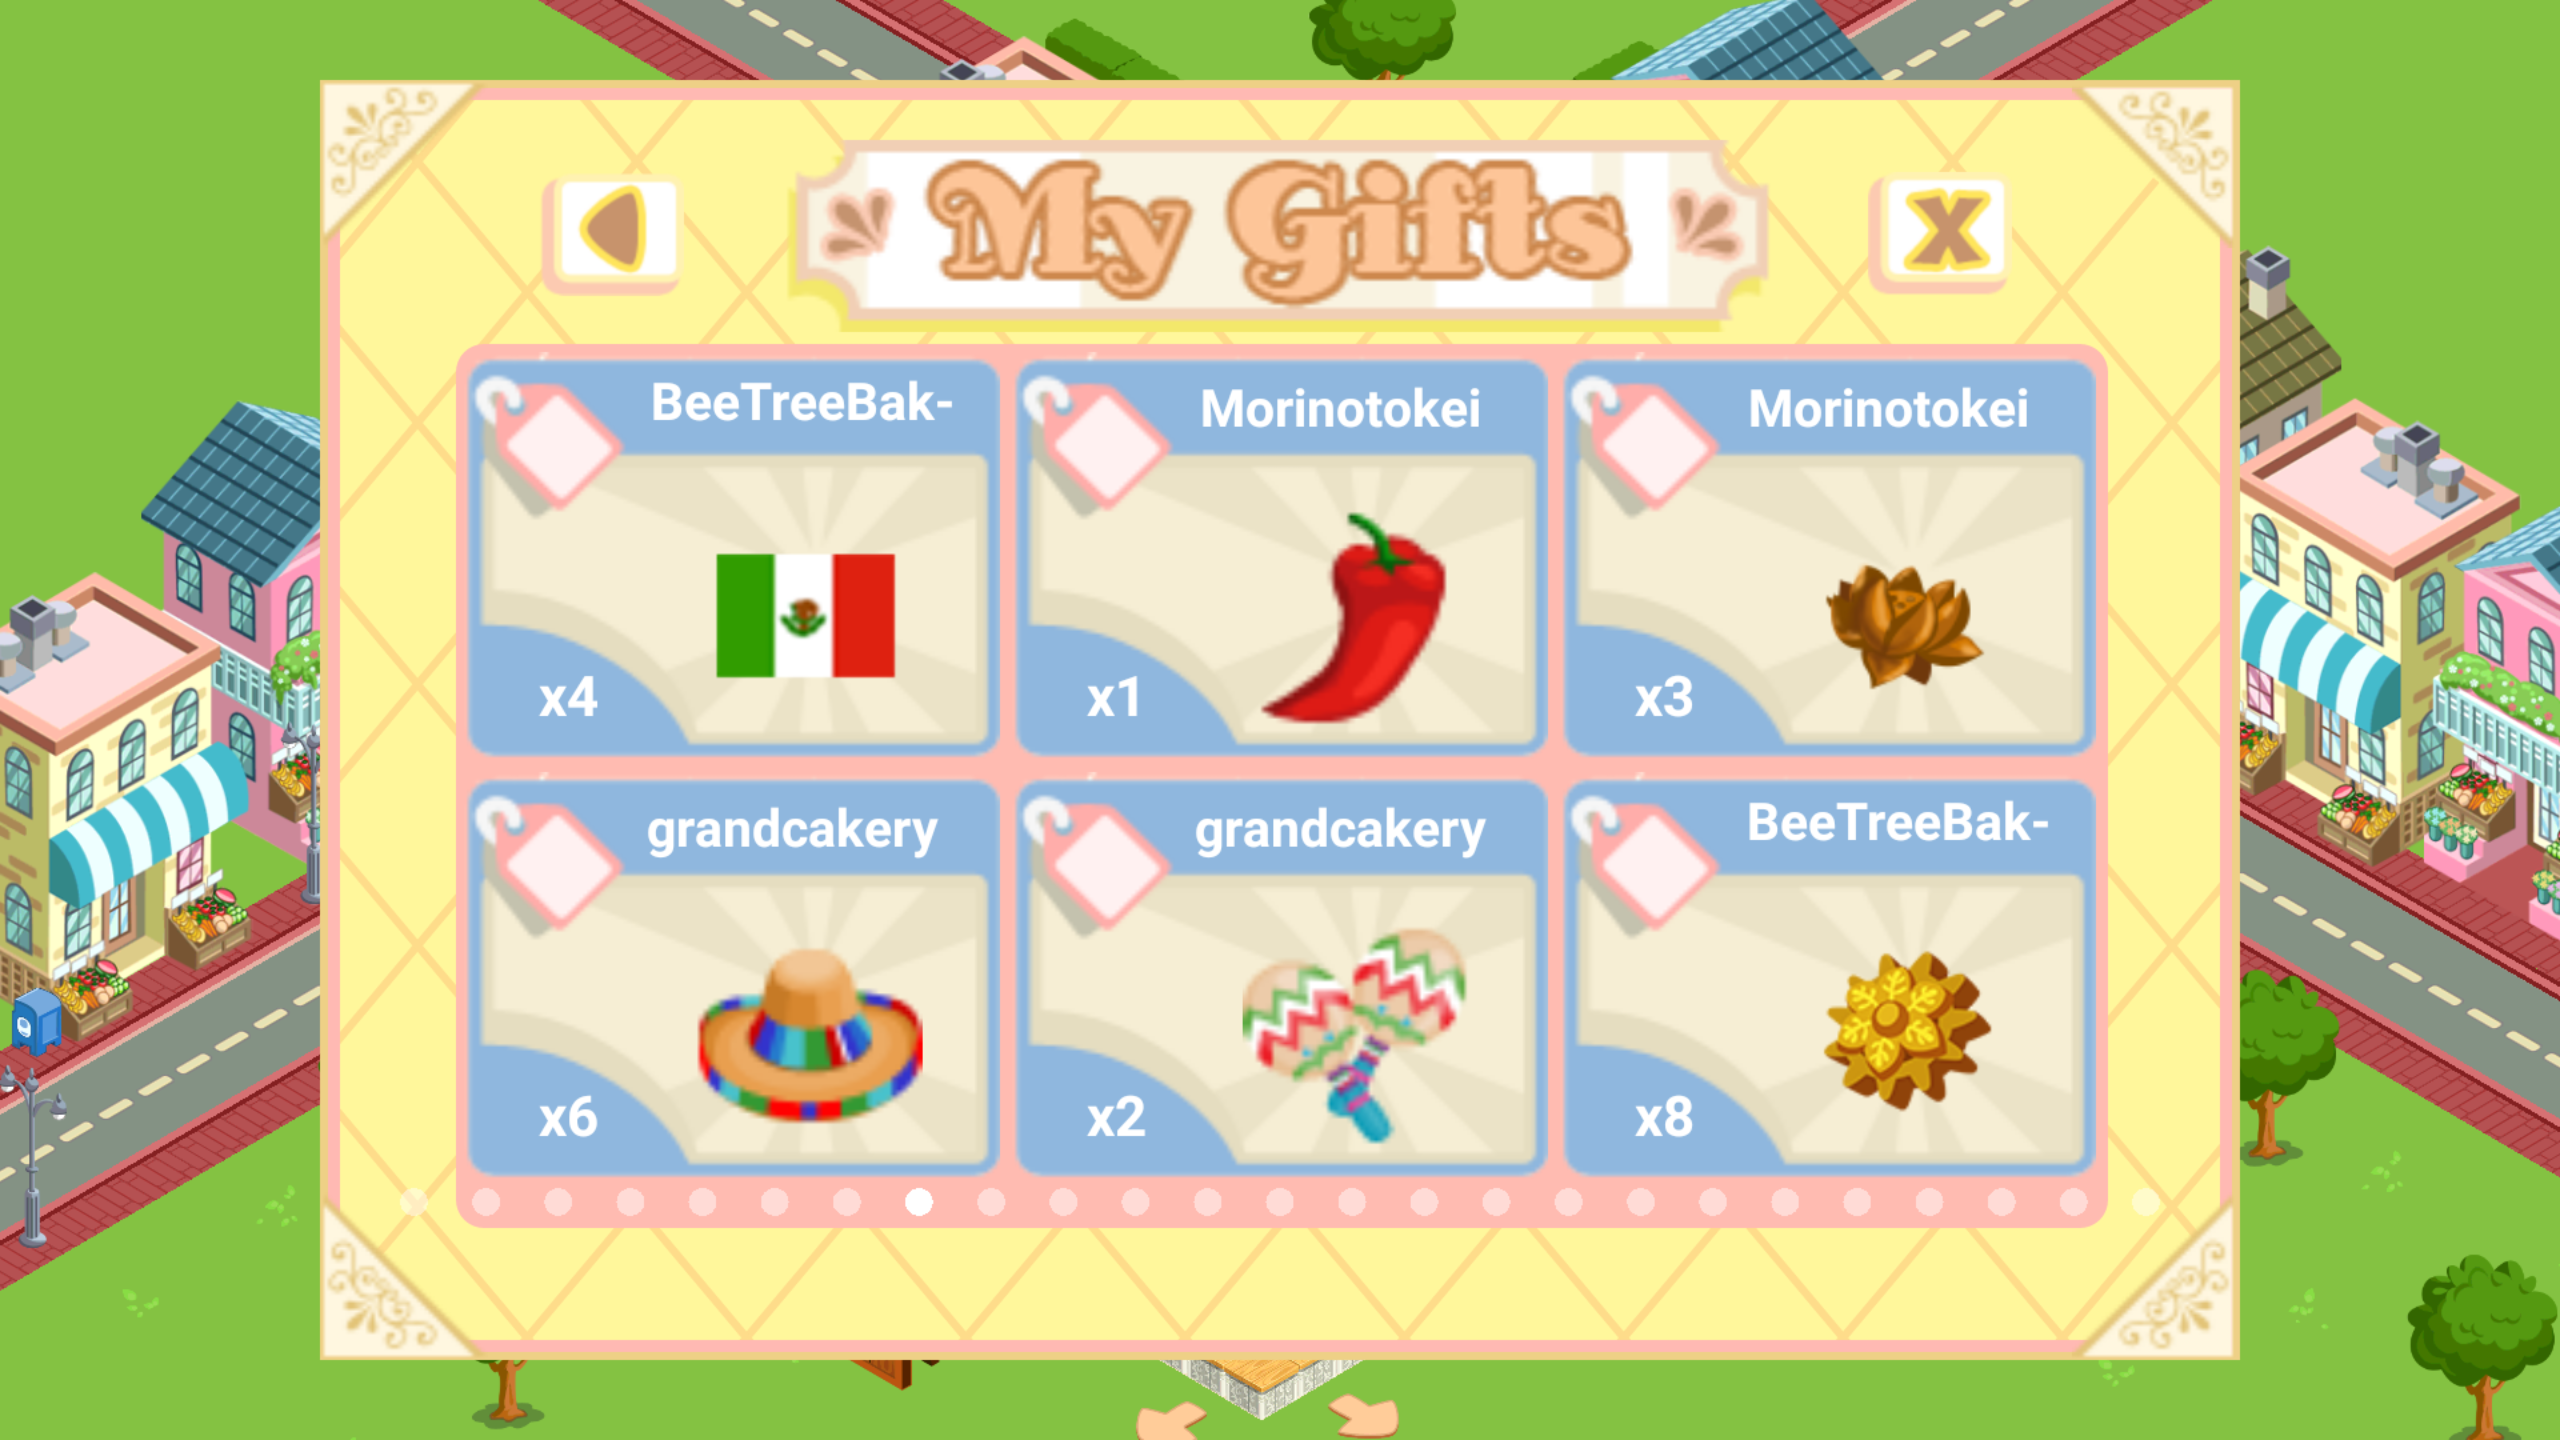 My Gifts
BeeTreeBak-
x4
Morinotokei
x1
Morinotokei
x3
grandcakery
x6
grandcakery
x2
BeeTreeBak-
x8